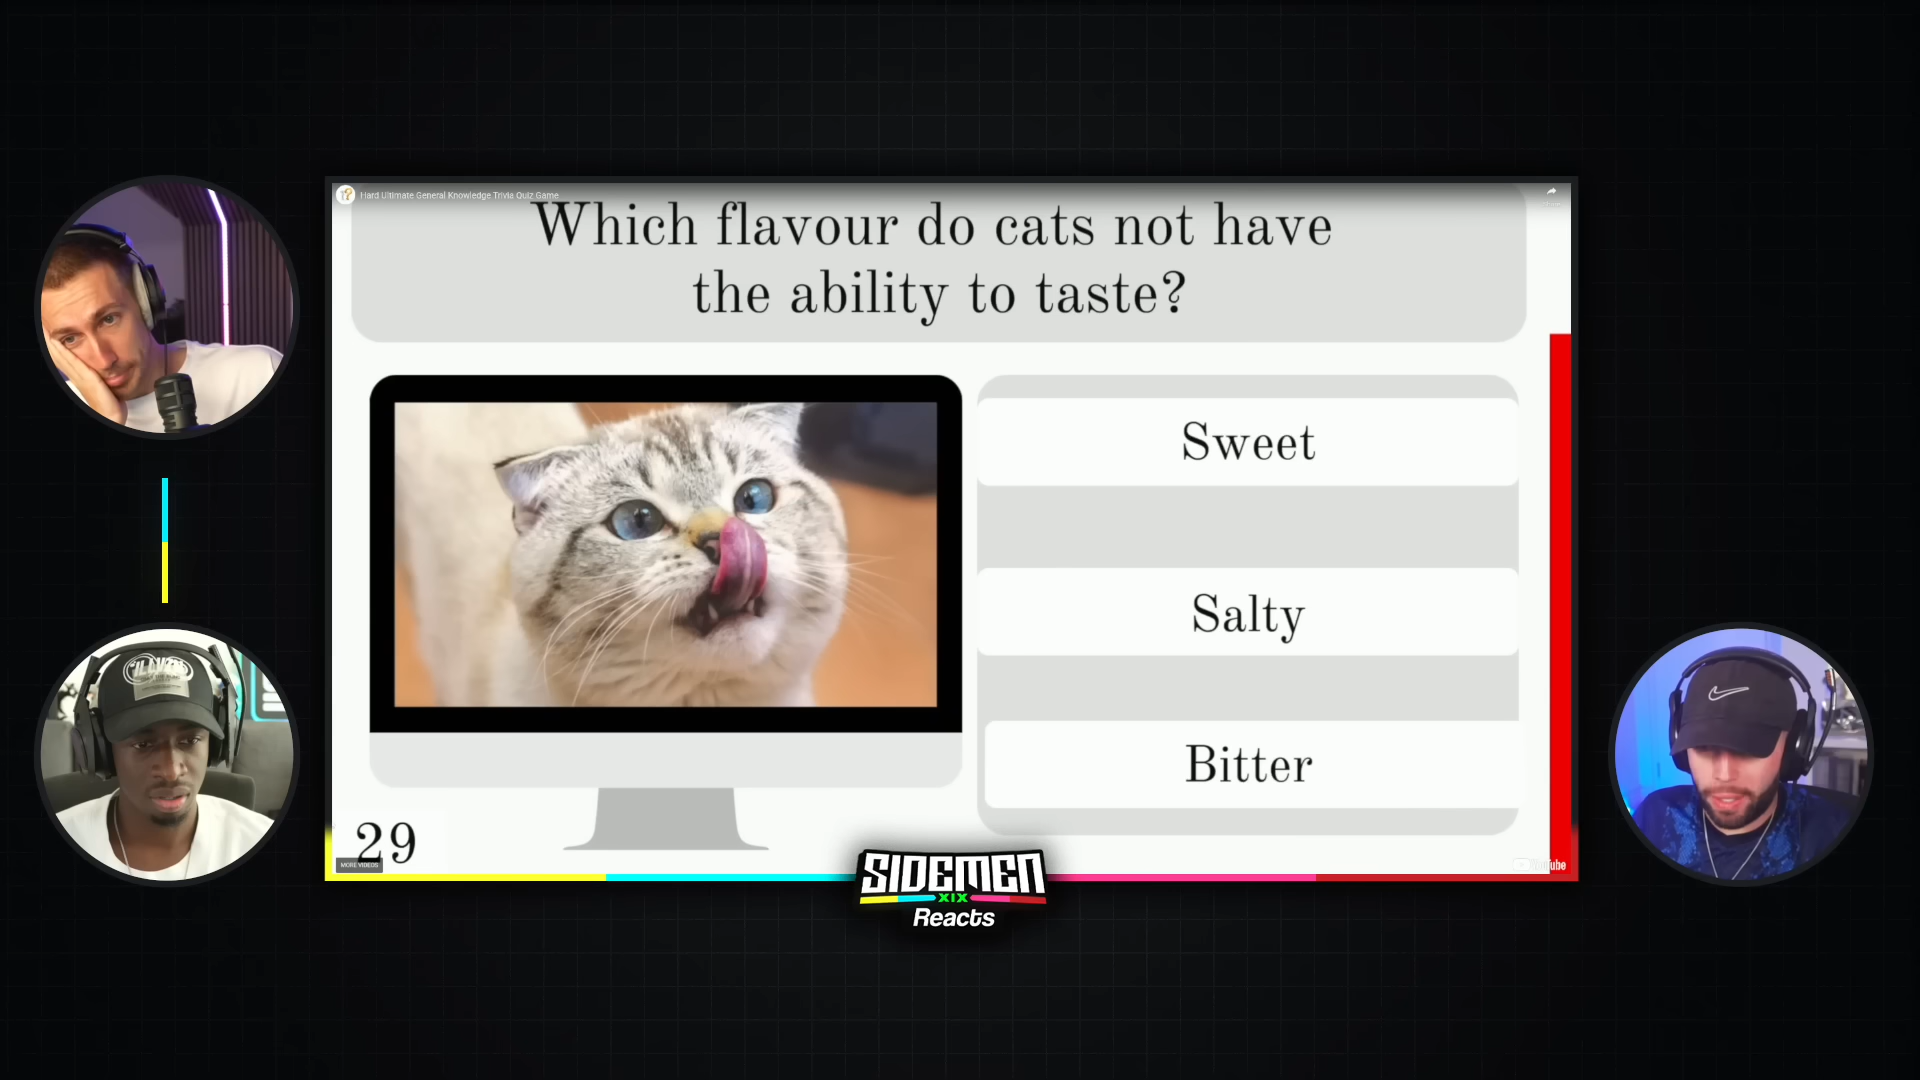 Hard Ultimate General Knowledge Trivia Quiz Game
Which flavour do cats not have
the ability to taste?
Sweet
Salty
Bitter
29
MORE VIDEOS
YouTube
SIDEMEN
XIX
Reacts